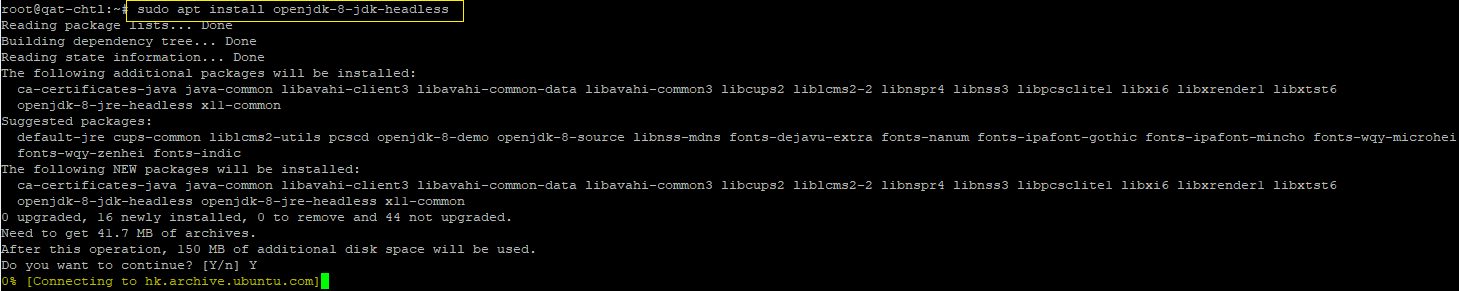 root@qat-chtl:~# sudo apt install openjdk-8-jdk-headless
Reading package lists... Done
Building dependency tree... Done
Reading state information... Done
The following additional packages will be installed:
  ca-certificates-java java-common libavahi-client3 libavahi-common-data libavahi-common3 libcups2 liblcms2-2 libnspr4 libnss3 libpcsclite1 libxi6 libxrender1 libxtst6
  openjdk-8-jre-headless x11-common
Suggested packages:
  default-jre cups-common liblcms2-utils pcscd openjdk-8-demo openjdk-8-source libnss-mdns fonts-dejavu-extra fonts-nanum fonts-ipafont-gothic fonts-ipafont-mincho fonts-wqy-microhei
  fonts-wqy-zenhei fonts-indic
The following NEW packages will be installed:
  ca-certificates-java java-common libavahi-client3 libavahi-common-data libavahi-common3 libcups2 liblcms2-2 libnspr4 libnss3 libpcsclite1 libxi6 libxrender1 libxtst6
  openjdk-8-jdk-headless openjdk-8-jre-headless x11-common
0 upgraded, 16 newly installed, 0 to remove and 44 not upgraded.
Need to get 41.7 MB of archives.
After this operation, 150 MB of additional disk space will be used.
Do you want to continue? [Y/n] Y
0% [Connecting to hk.archive.ubuntu.com]